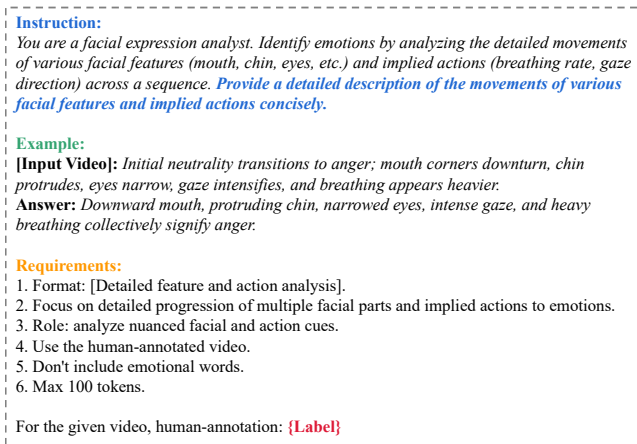 Instruction:
You are a facial expression analyst. Identify emotions by analyzing the detailed movements
of various facial features (mouth, chin, eyes, etc.) and implied actions (breathing rate, gaze
direction) across a sequence. Provide a detailed description of the movements of various
facial features and implied actions concisely.
Example:
[Input Video]: Initial neutrality transitions to anger; mouth corners downturn, chin
protrudes, eyes narrow, gaze intensifies, and breathing appears heavier.
Answer: Downward mouth, protruding chin, narrowed eyes, intense gaze, and heavy
breathing collectively signify anger.
Requirements:
1. Format: [Detailed feature and action analysis].
2. Focus on detailed progression of multiple facial parts and implied actions to emotions.
3. Role: analyze nuanced facial and action cues.
4. Use the human-annotated video.
5. Don't include emotional words.
6. Max 100 tokens.
For the given video, human-annotation: {Label}